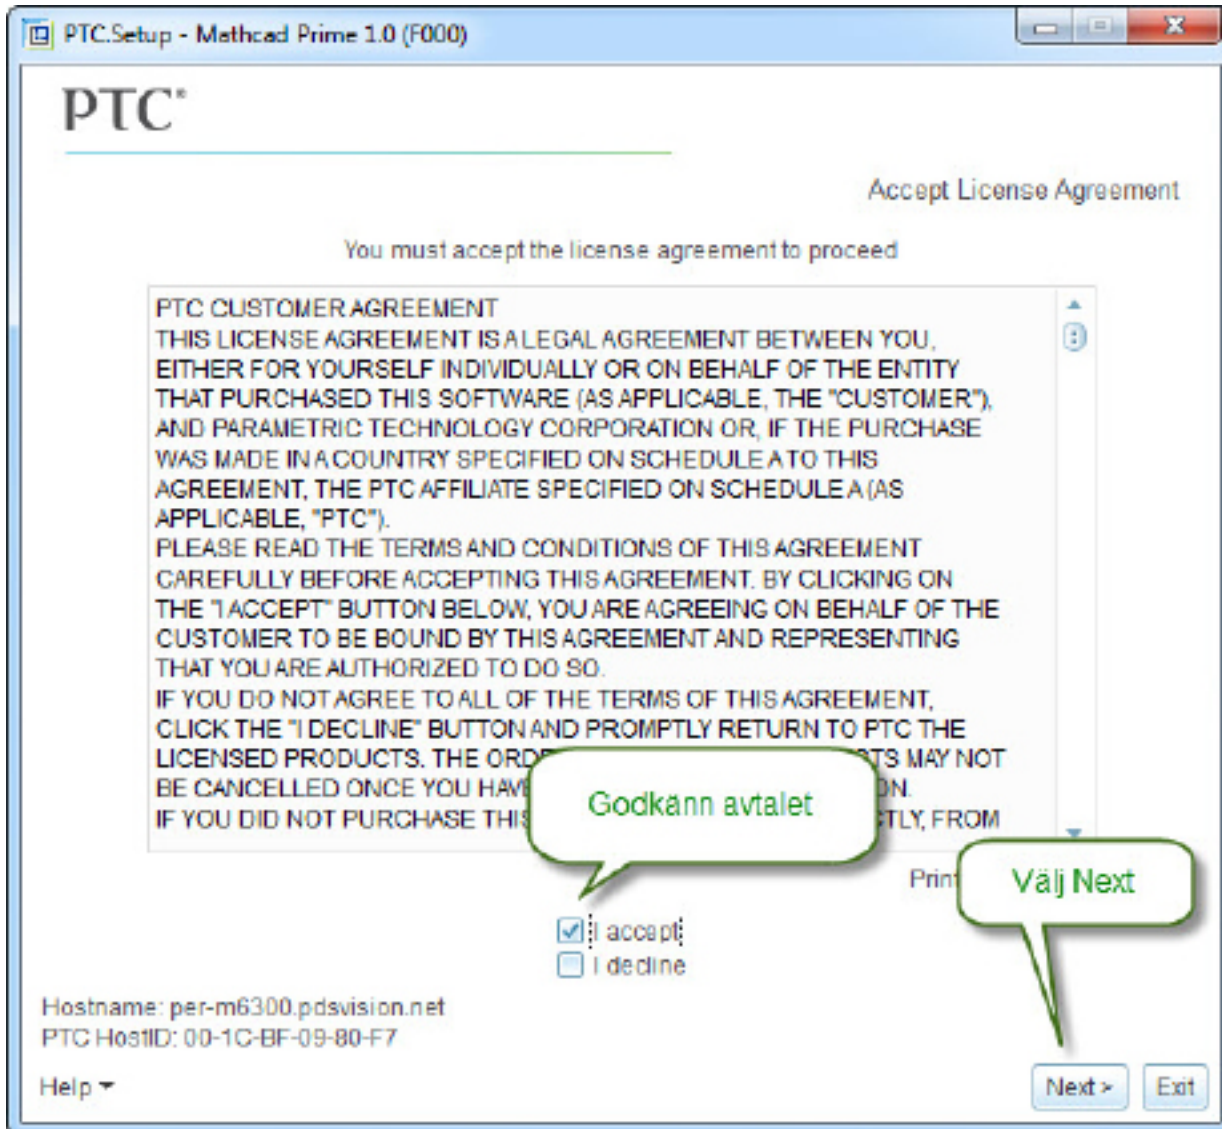 PTC.Setup - Mathcad Prime 1.0 (F000)
PTC®
Accept License Agreement
You must accept the license agreement to proceed
PTC CUSTOMER AGREEMENT
THIS LICENSE AGREEMENT IS A LEGAL AGREEMENT BETWEEN YOU,
EITHER FOR YOURSELF INDIVIDUALLY OR ON BEHALF OF THE ENTITY
THAT PURCHASED THIS SOFTWARE (AS APPLICABLE, THE "CUSTOMER"),
AND PARAMETRIC TECHNOLOGY CORPORATION OR, IF THE PURCHASE
WAS MADE IN A COUNTRY SPECIFIED ON SCHEDULE A TO THIS
AGREEMENT, THE PTC AFFILIATE SPECIFIED ON SCHEDULE A (AS
APPLICABLE, "PTC").
PLEASE READ THE TERMS AND CONDITIONS OF THIS AGREEMENT
CAREFULLY BEFORE ACCEPTING THIS AGREEMENT. BY CLICKING ON
THE "I ACCEPT" BUTTON BELOW, YOU ARE AGREEING ON BEHALF OF THE
CUSTOMER TO BE BOUND BY THIS AGREEMENT AND REPRESENTING
THAT YOU ARE AUTHORIZED TO DO SO.
IF YOU DO NOT AGREE TO ALL OF THE TERMS OF THIS AGREEMENT,
CLICK THE "I DECLINE" BUTTON AND PROMPTLY RETURN TO PTC THE
LICENSED PRODUCTS. THE MAY NOT
BE CANCELLED ONCE YOU
IF YOU DID NOT PURCHASE FROM
Godkänn avtalet
Print
Välj Next
I accept
I decline
Hostname: per-m6300.pdsvision.net
PTC HostID: 00-1C-BF-09-80-F7
Help
Next >
Exit